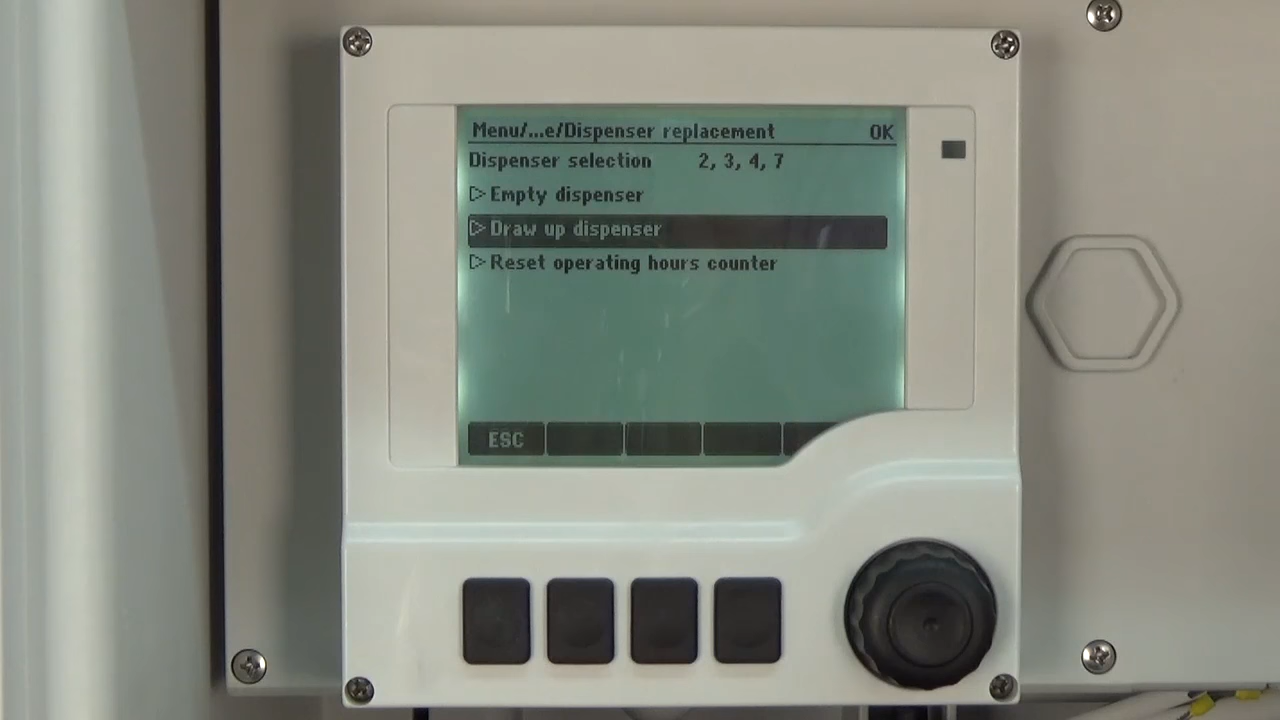 Menu/...e/Dispenser replacement OK
Dispenser selection 2, 3, 4, 7
▷ Empty dispenser
▷ Draw up dispenser
▷ Reset operating hours counter
ESC